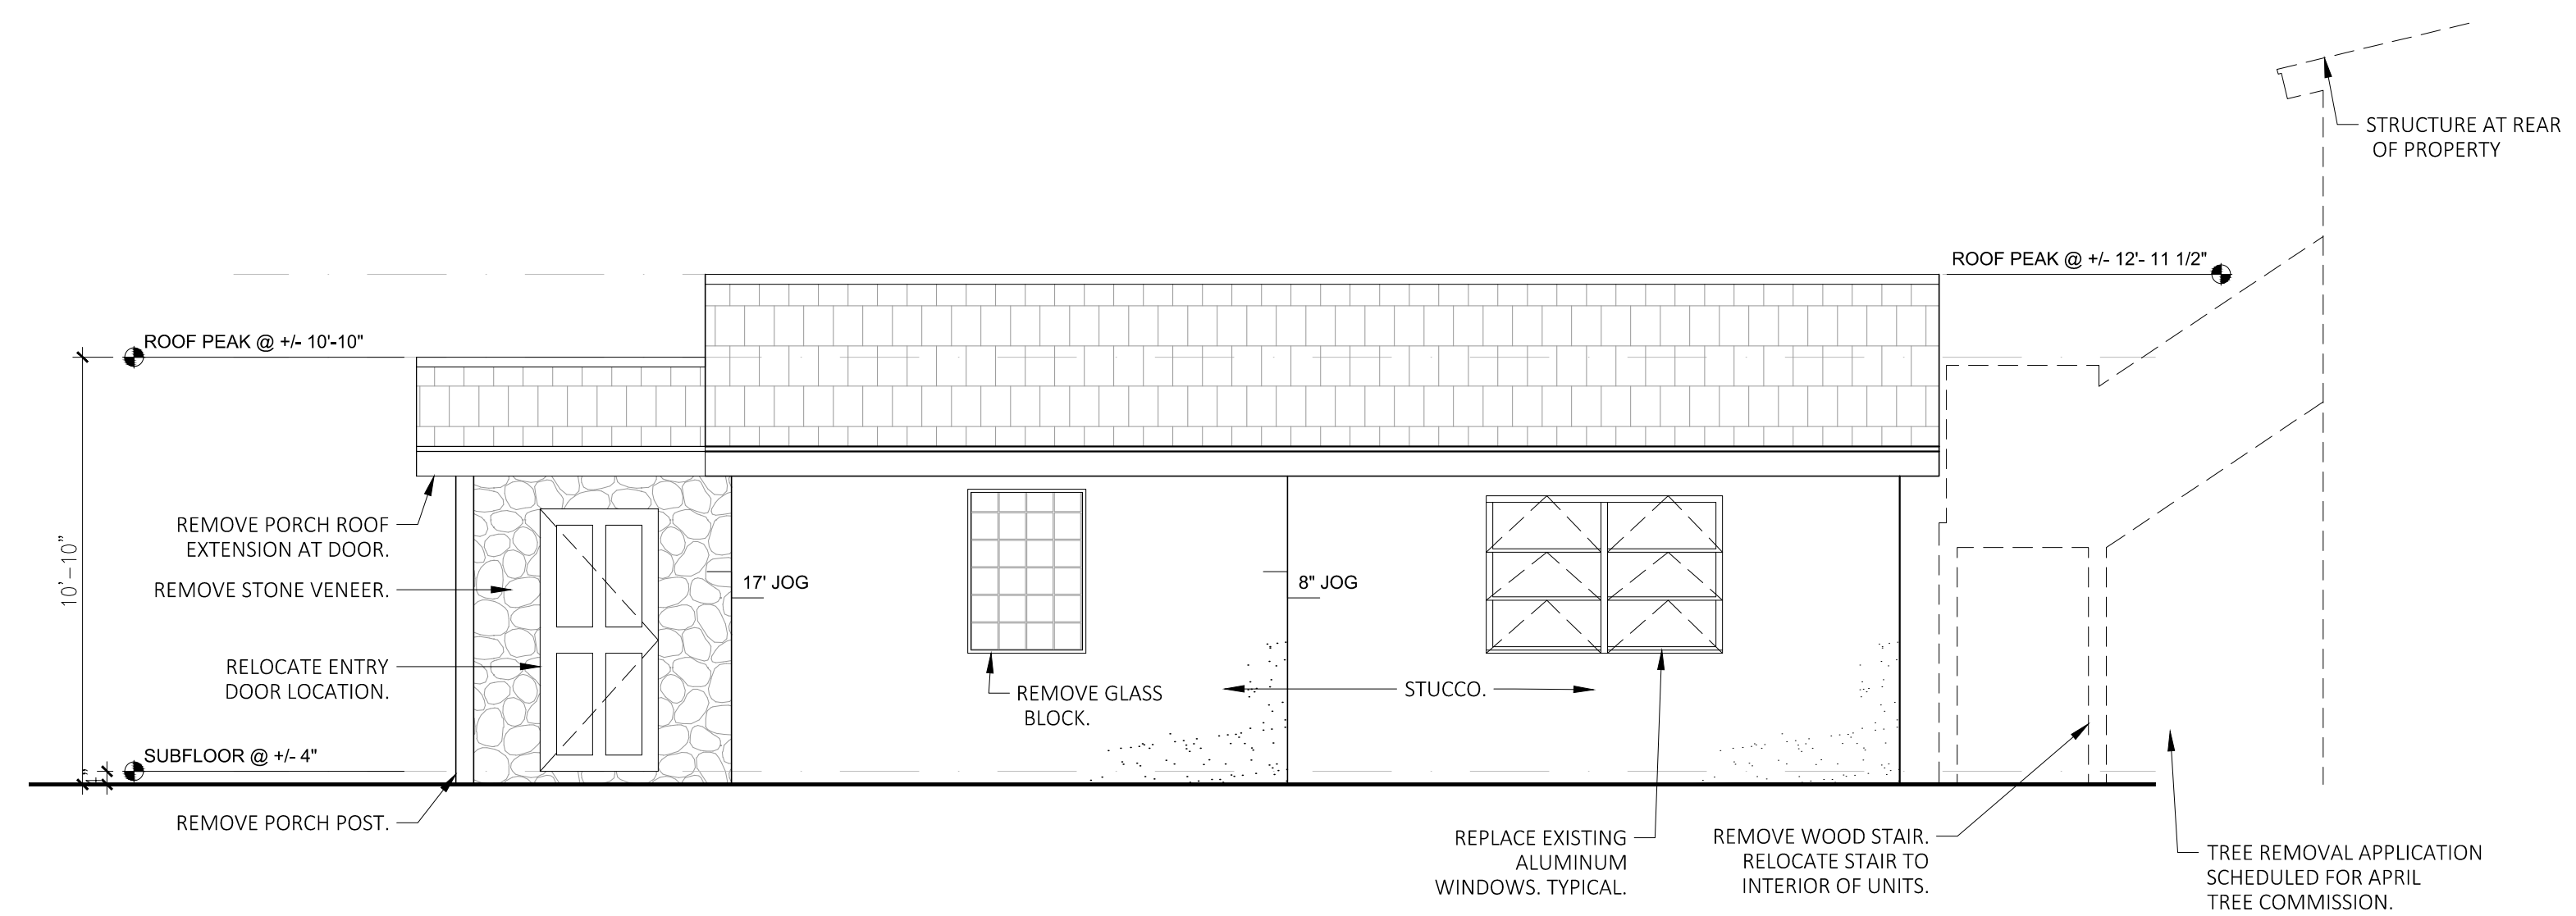 STRUCTURE AT REAR
OF PROPERTY
ROOF PEAK @ +/- 12'- 11 1/2"
ROOF PEAK @ +/- 10'-10"
REMOVE PORCH ROOF
EXTENSION AT DOOR.
10'-10"
REMOVE STONE VENEER.
17' JOG
8" JOG
RELOCATE ENTRY
DOOR LOCATION.
REMOVE GLASS
BLOCK.
STUCCO.
SUBFLOOR @ +/- 4"
REMOVE PORCH POST.
REPLACE EXISTING
ALUMINUM
WINDOWS. TYPICAL.
REMOVE WOOD STAIR.
RELOCATE STAIR TO
INTERIOR OF UNITS.
TREE REMOVAL APPLICATION
SCHEDULED FOR APRIL
TREE COMMISSION.